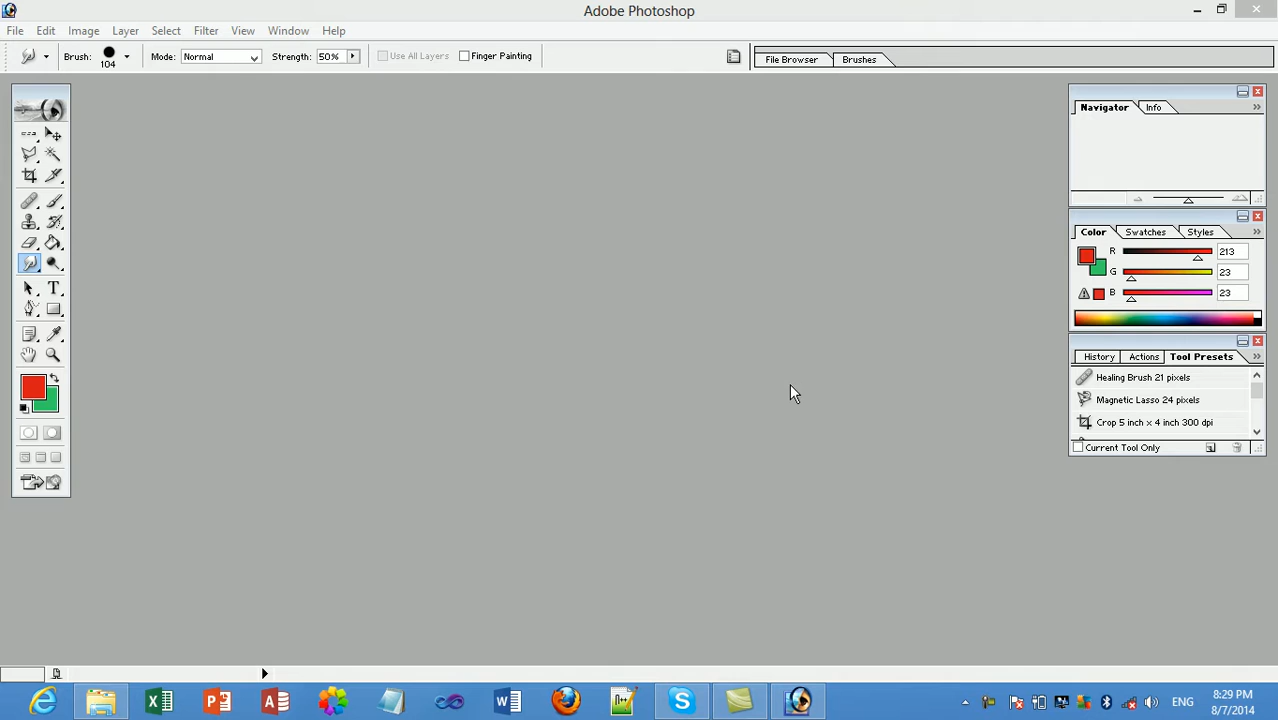 Adobe Photoshop
File Edit Image Layer Select Filter View Window Help
Brush: 104 Mode: Normal Strength: 50% Use All Layers Finger Painting File Browser Brushes
Navigator Info
Color Swatches Styles
R 213
G 23
B 23
History Actions Tool Presets
Healing Brush 21 pixels
Magnetic Lasso 24 pixels
Crop 5 inch x 4 inch 300 dpi
Current Tool Only
ENG 8:29 PM
8/7/2014